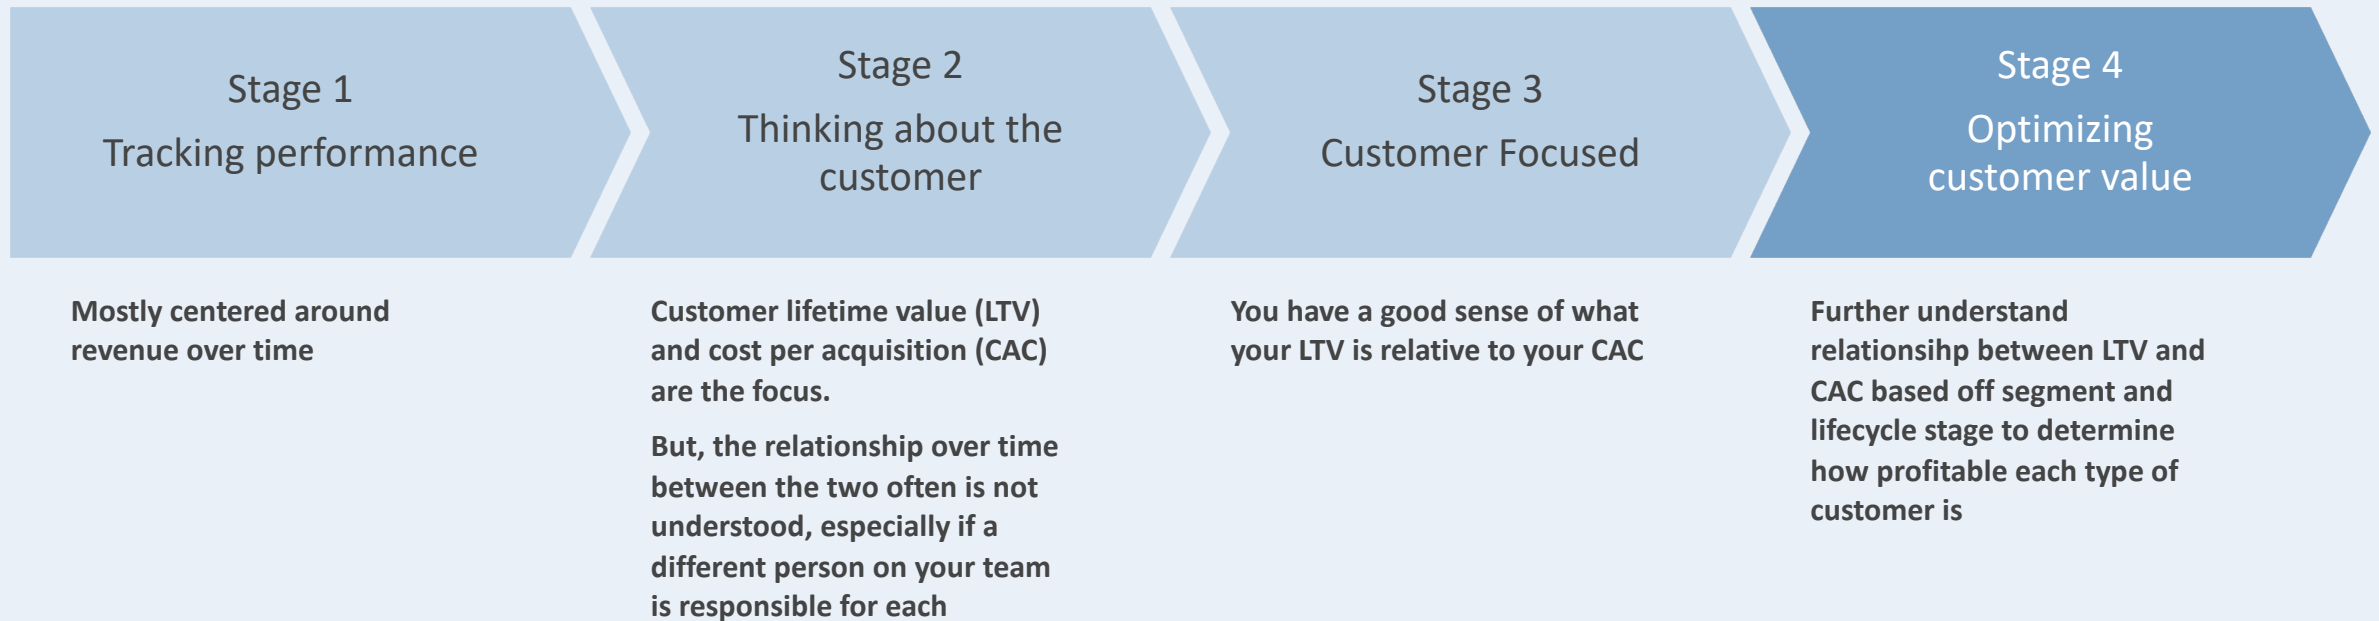 Stage 1
Tracking performance
Stage 2
Thinking about the
customer
Stage 3
Customer Focused
Stage 4
Optimizing
customer value
Mostly centered around
revenue over time
Customer lifetime value (LTV)
and cost per acquisition (CAC)
are the focus.
But, the relationship over time
between the two often is not
understood, especially if a
different person on your team
is responsible for each
You have a good sense of what
your LTV is relative to your CAC
Further understand
relationsihp between LTV and
CAC based off segment and
lifecycle stage to determine
how profitable each type of
customer is